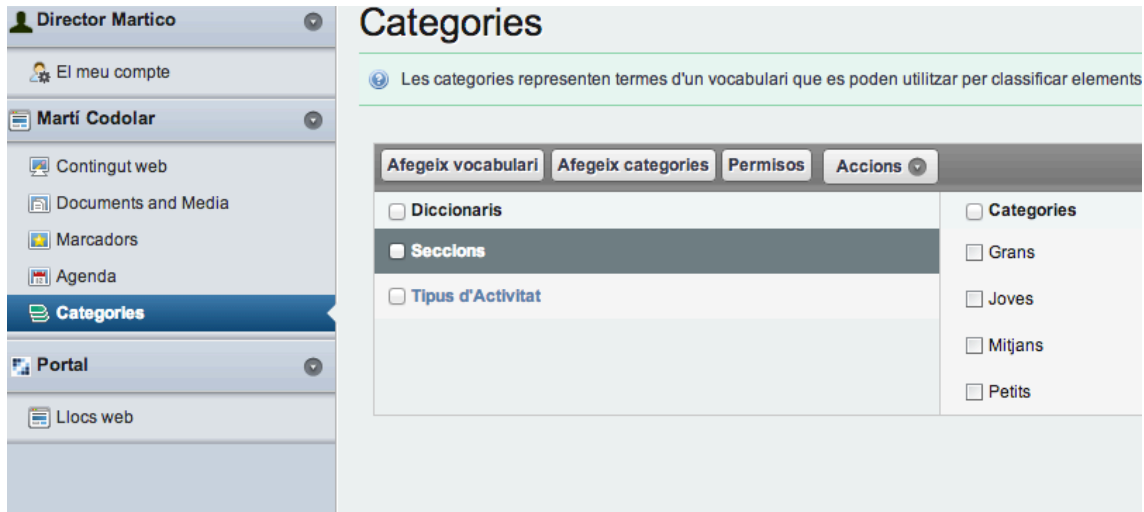 Director Martico
El meu compte
Martí Codolar
Contingut web
Documents and Media
Marcadors
Agenda
Categories
Portal
Llocs web
Categories
Les categories representen termes d'un vocabulari que es poden utilitzar per classificar elements
Afegeix vocabulari Afegeix categories Permisos Accions
Diccionaris
Seccions
Tipus d'Activitat
Categories
Grans
Joves
Mitjans
Petits